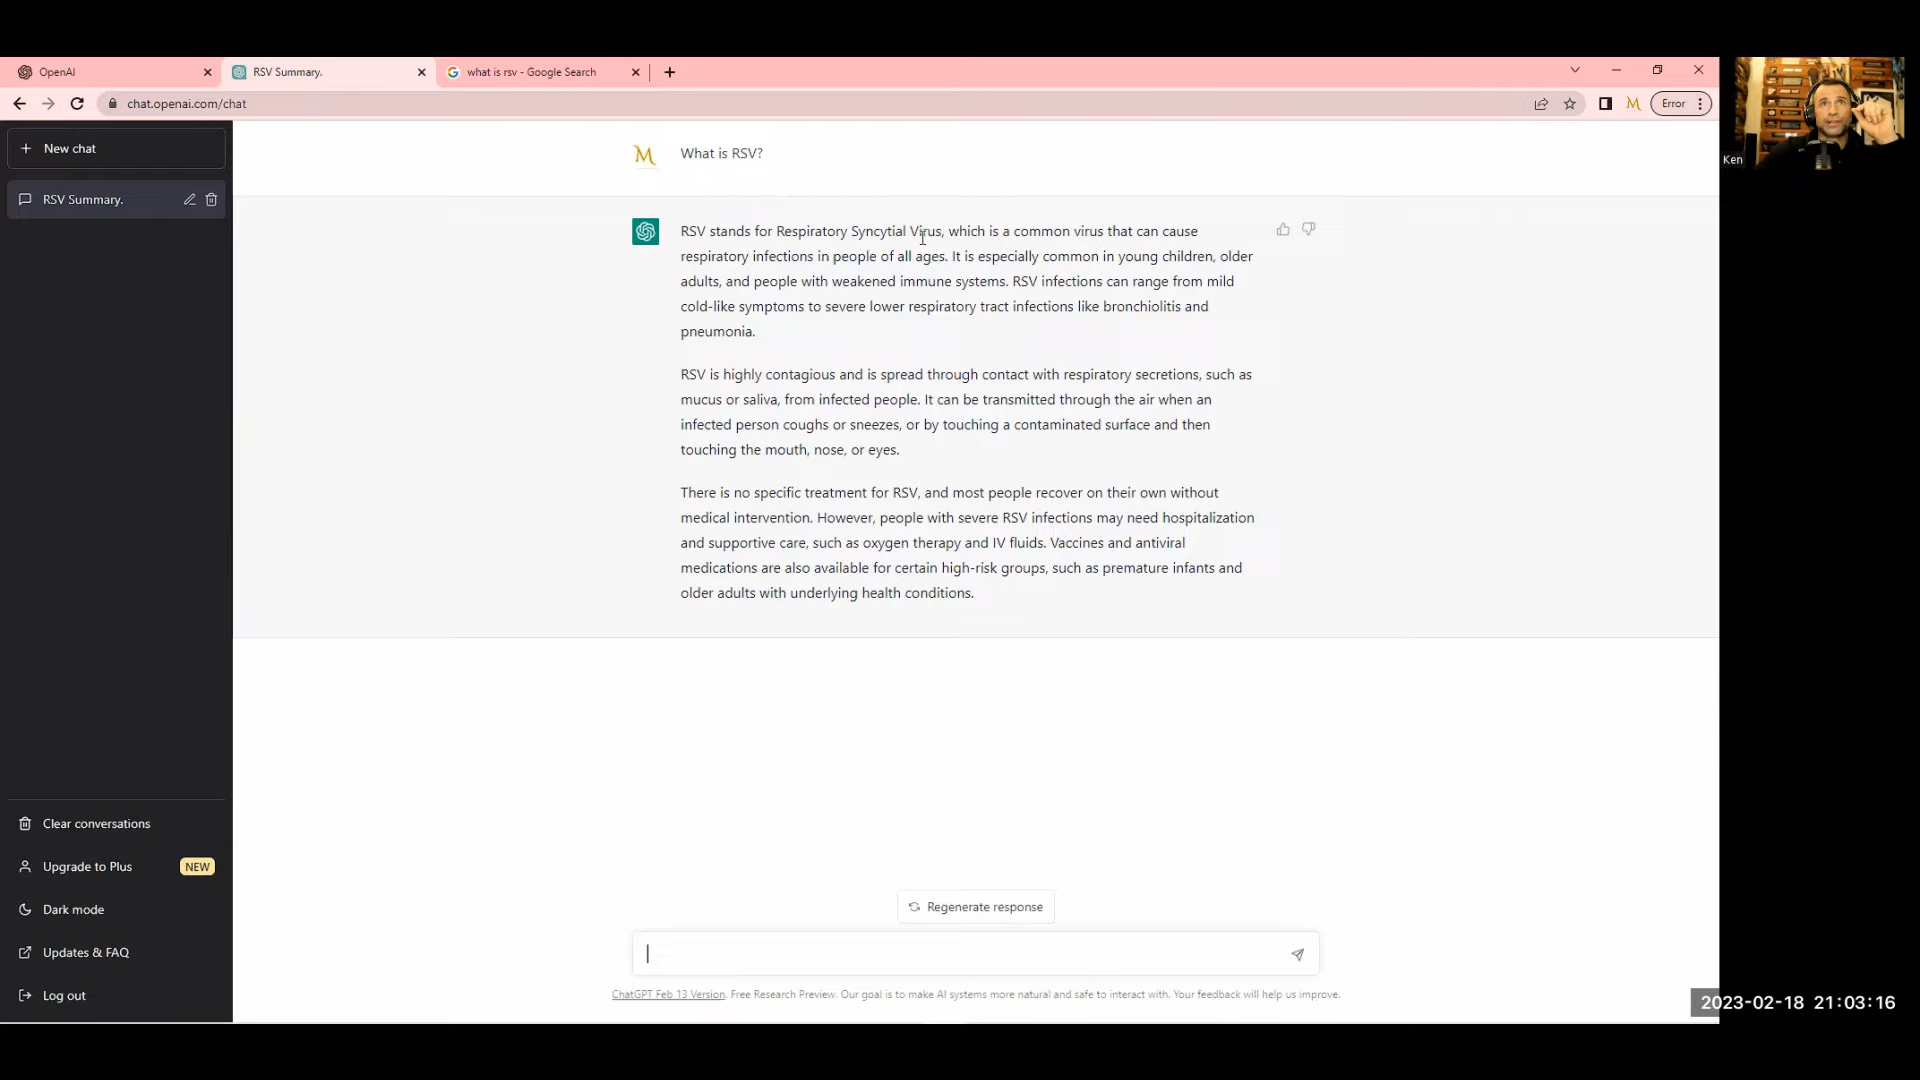 OpenAI
RSV Summary.
what is rsv - Google Search
chat.openai.com/chat
Error
Ken
New chat
RSV Summary.
What is RSV?
RSV stands for Respiratory Syncytial Virus, which is a common virus that can cause
respiratory infections in people of all ages. It is especially common in young children, older
adults, and people with weakened immune systems. RSV infections can range from mild
cold-like symptoms to severe lower respiratory tract infections like bronchiolitis and
pneumonia.
RSV is highly contagious and is spread through contact with respiratory secretions, such as
mucus or saliva, from infected people. It can be transmitted through the air when an
infected person coughs or sneezes, or by touching a contaminated surface and then
touching the mouth, nose, or eyes.
There is no specific treatment for RSV, and most people recover on their own without
medical intervention. However, people with severe RSV infections may need hospitalization
and supportive care, such as oxygen therapy and IV fluids. Vaccines and antiviral
medications are also available for certain high-risk groups, such as premature infants and
older adults with underlying health conditions.
Clear conversations
Upgrade to Plus NEW
Dark mode
Updates & FAQ
Log out
Regenerate response
ChatGPT Feb 13 Version. Free Research Preview. Our goal is to make AI systems more natural and safe to interact with. Your feedback will help us improve.
2023-02-18 21:03:16